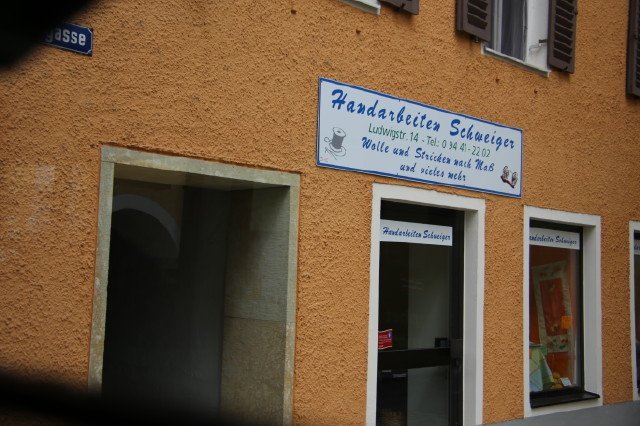 gasse
Handarbeiten Schweiger
Ludwigstr. 14 - Tel.: 0 94 41 - 22 02
Wolle und Stricken nach Maß
und vieles mehr
Handarbeiten Schweiger
Handarbeiten Schweiger